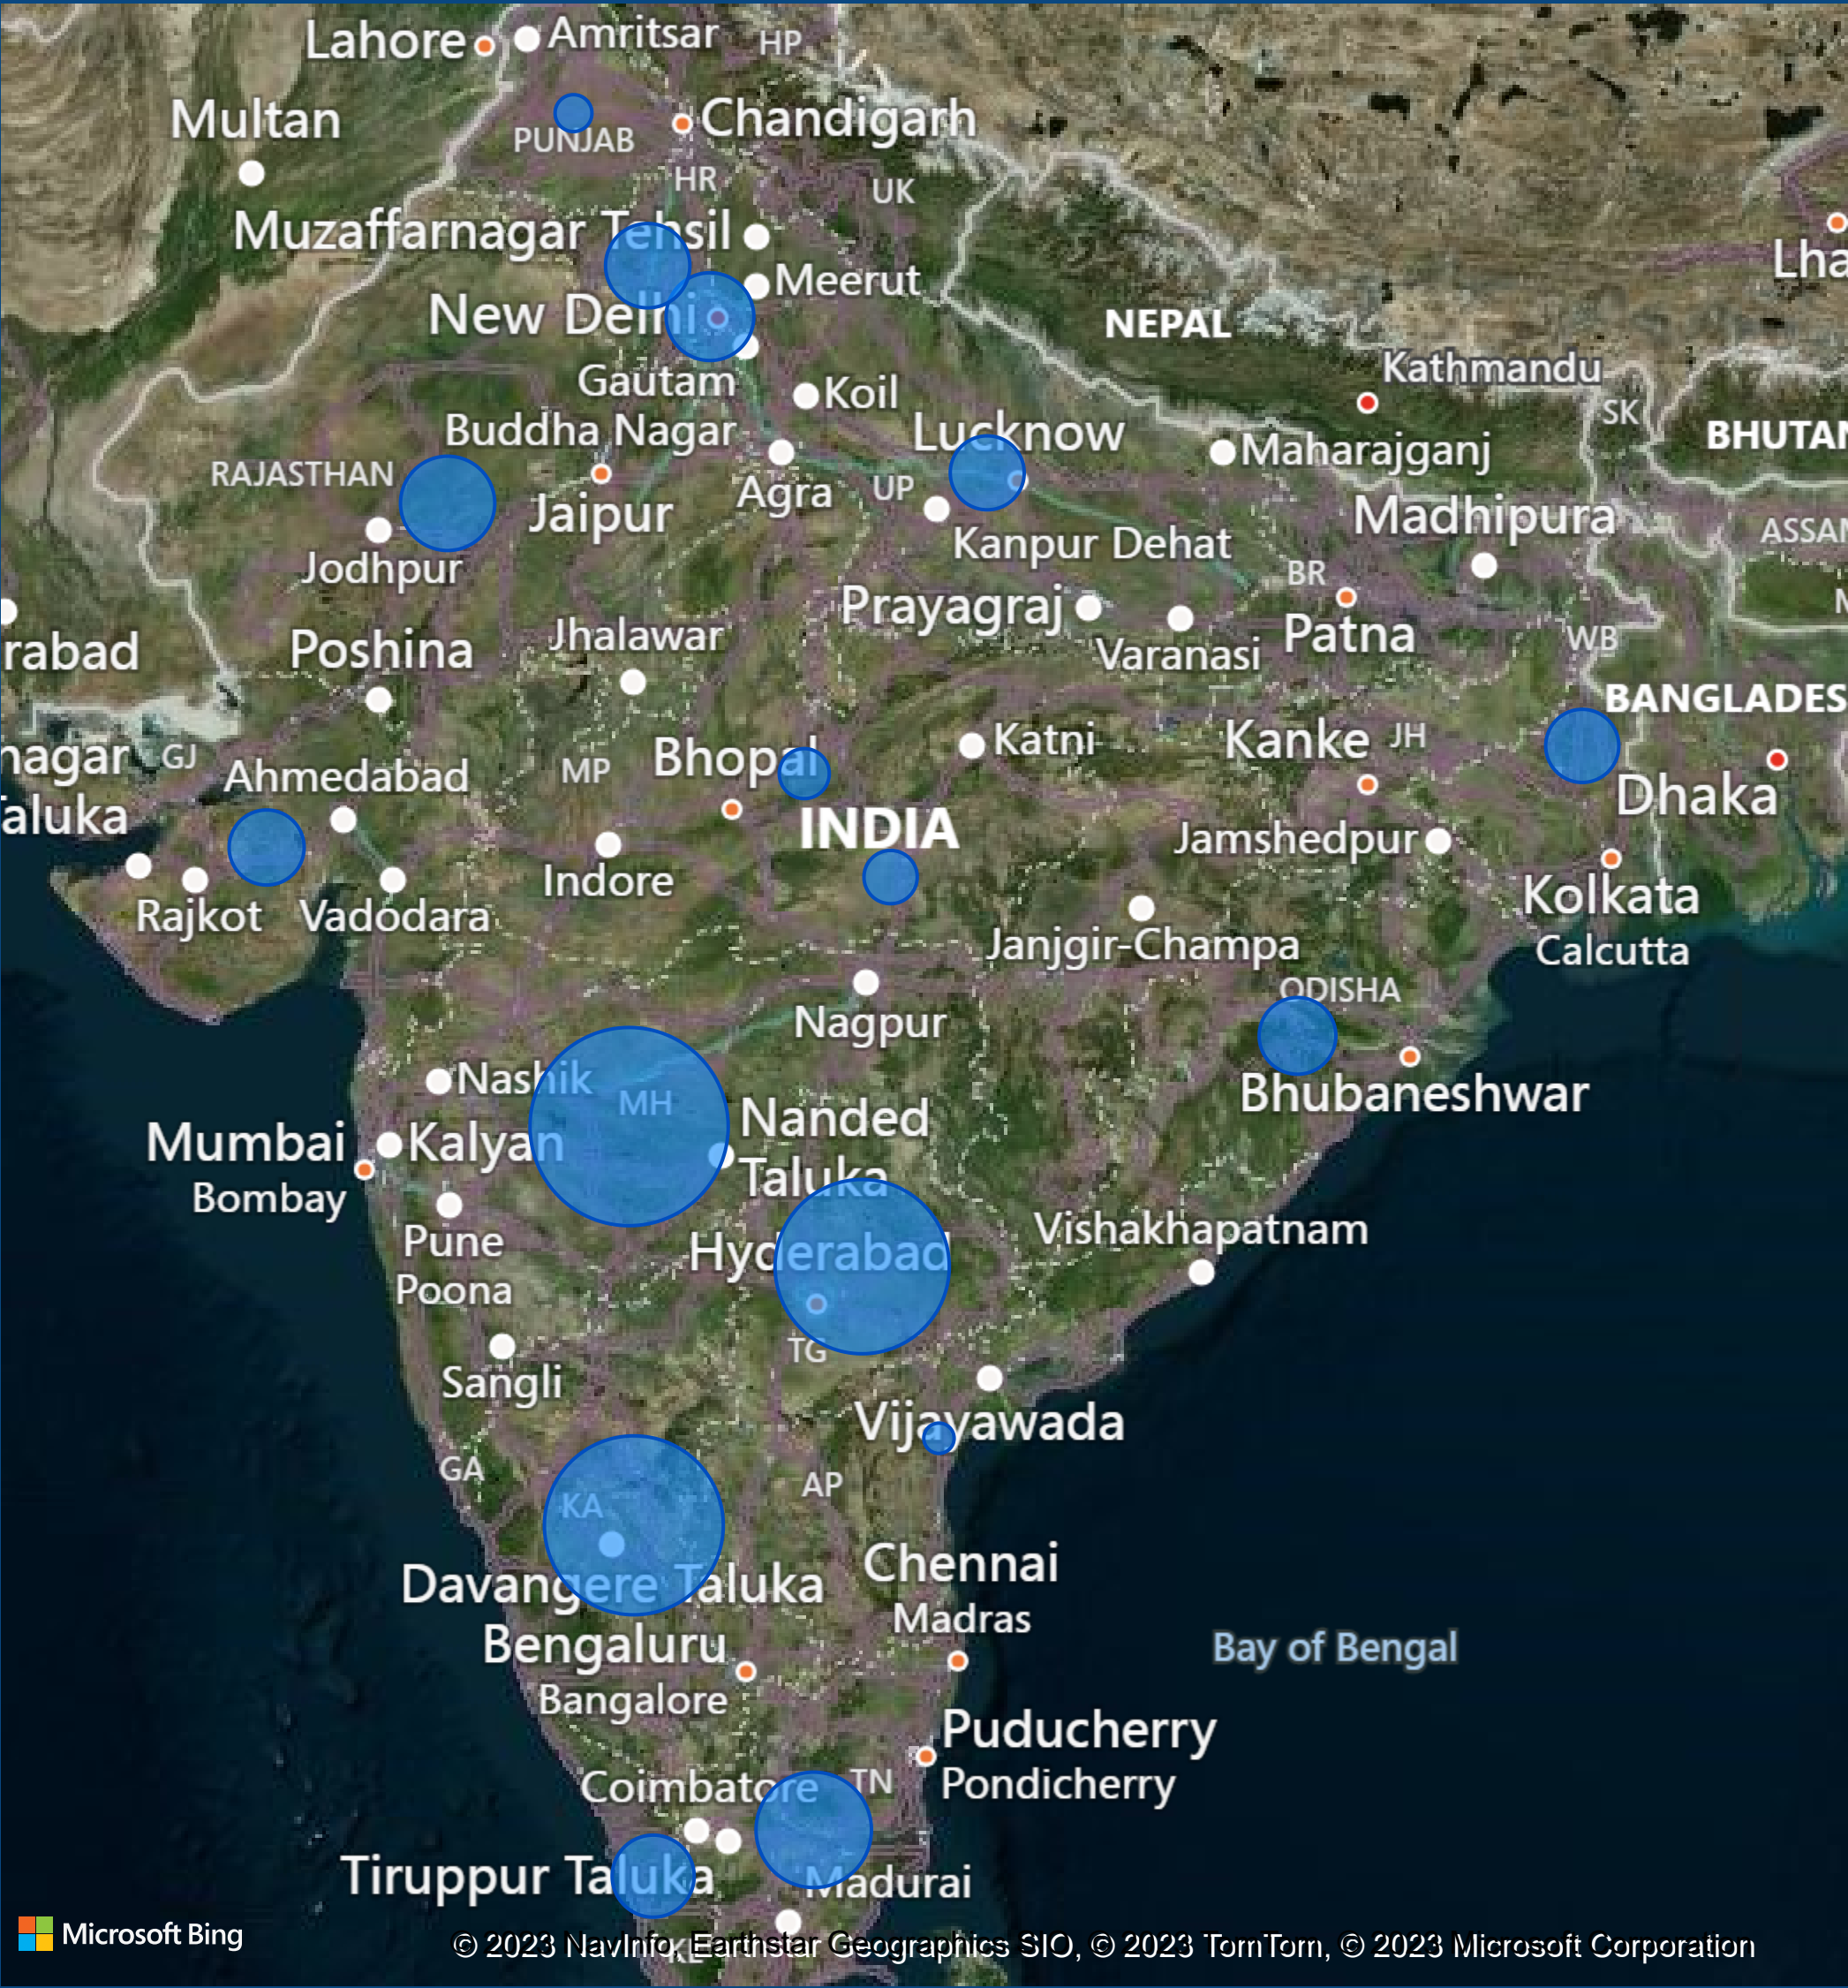 Lahore
Amritsar
HP
Multan
PUNJAB
Chandigarh
HR
UK
Muzaffarnagar Tehsil
Meerut
Lha
New Delhi
NEPAL
Gautam
Buddha Nagar
Koil
Kathmandu
SK
BHUTAN
Lucknow
Maharajganj
RAJASTHAN
Jaipur
Agra
UP
Kanpur Dehat
Madhipura
ASSAM
Jodhpur
BR
Prayagraj
Patna
M
rabad
Poshina
Jhalawar
Varanasi
WB
BANGLADES
nagar
Taluka
GJ
Ahmedabad
MP
Bhopal
Katni
Kanke
JH
Dhaka
INDIA
Jamshedpur
Rajkot
Vadodara
Indore
Kolkata
Calcutta
Janjgir-Champa
Nagpur
ODISHA
Nashik
MH
Bhubaneshwar
Mumbai
Bombay
Kalyan
Nanded
Taluka
Pune
Poona
Hyderabad
Vishakhapatnam
TG
Sangli
Vijayawada
GA
KA
AP
Davangere Taluka
Chennai
Madras
Bengaluru
Bangalore
Bay of Bengal
Puducherry
Pondicherry
Coimbatore
TN
Tiruppur Taluka
Madurai
KL
Microsoft Bing
© 2023 NavInfo, Earthstar Geographics SIO, © 2023 TomTom, © 2023 Microsoft Corporation